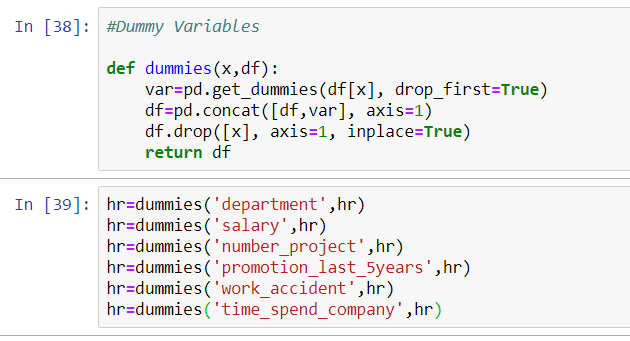 In [38]: #Dummy Variables
def dummies(x,df):
    var=pd.get_dummies(df[x], drop_first=True)
    df=pd.concat([df,var], axis=1)
    df.drop([x], axis=1, inplace=True)
    return df
In [39]: hr=dummies('department',hr)
hr=dummies('salary',hr)
hr=dummies('number_project',hr)
hr=dummies('promotion_last_5years',hr)
hr=dummies('work_accident',hr)
hr=dummies('time_spend_company',hr)